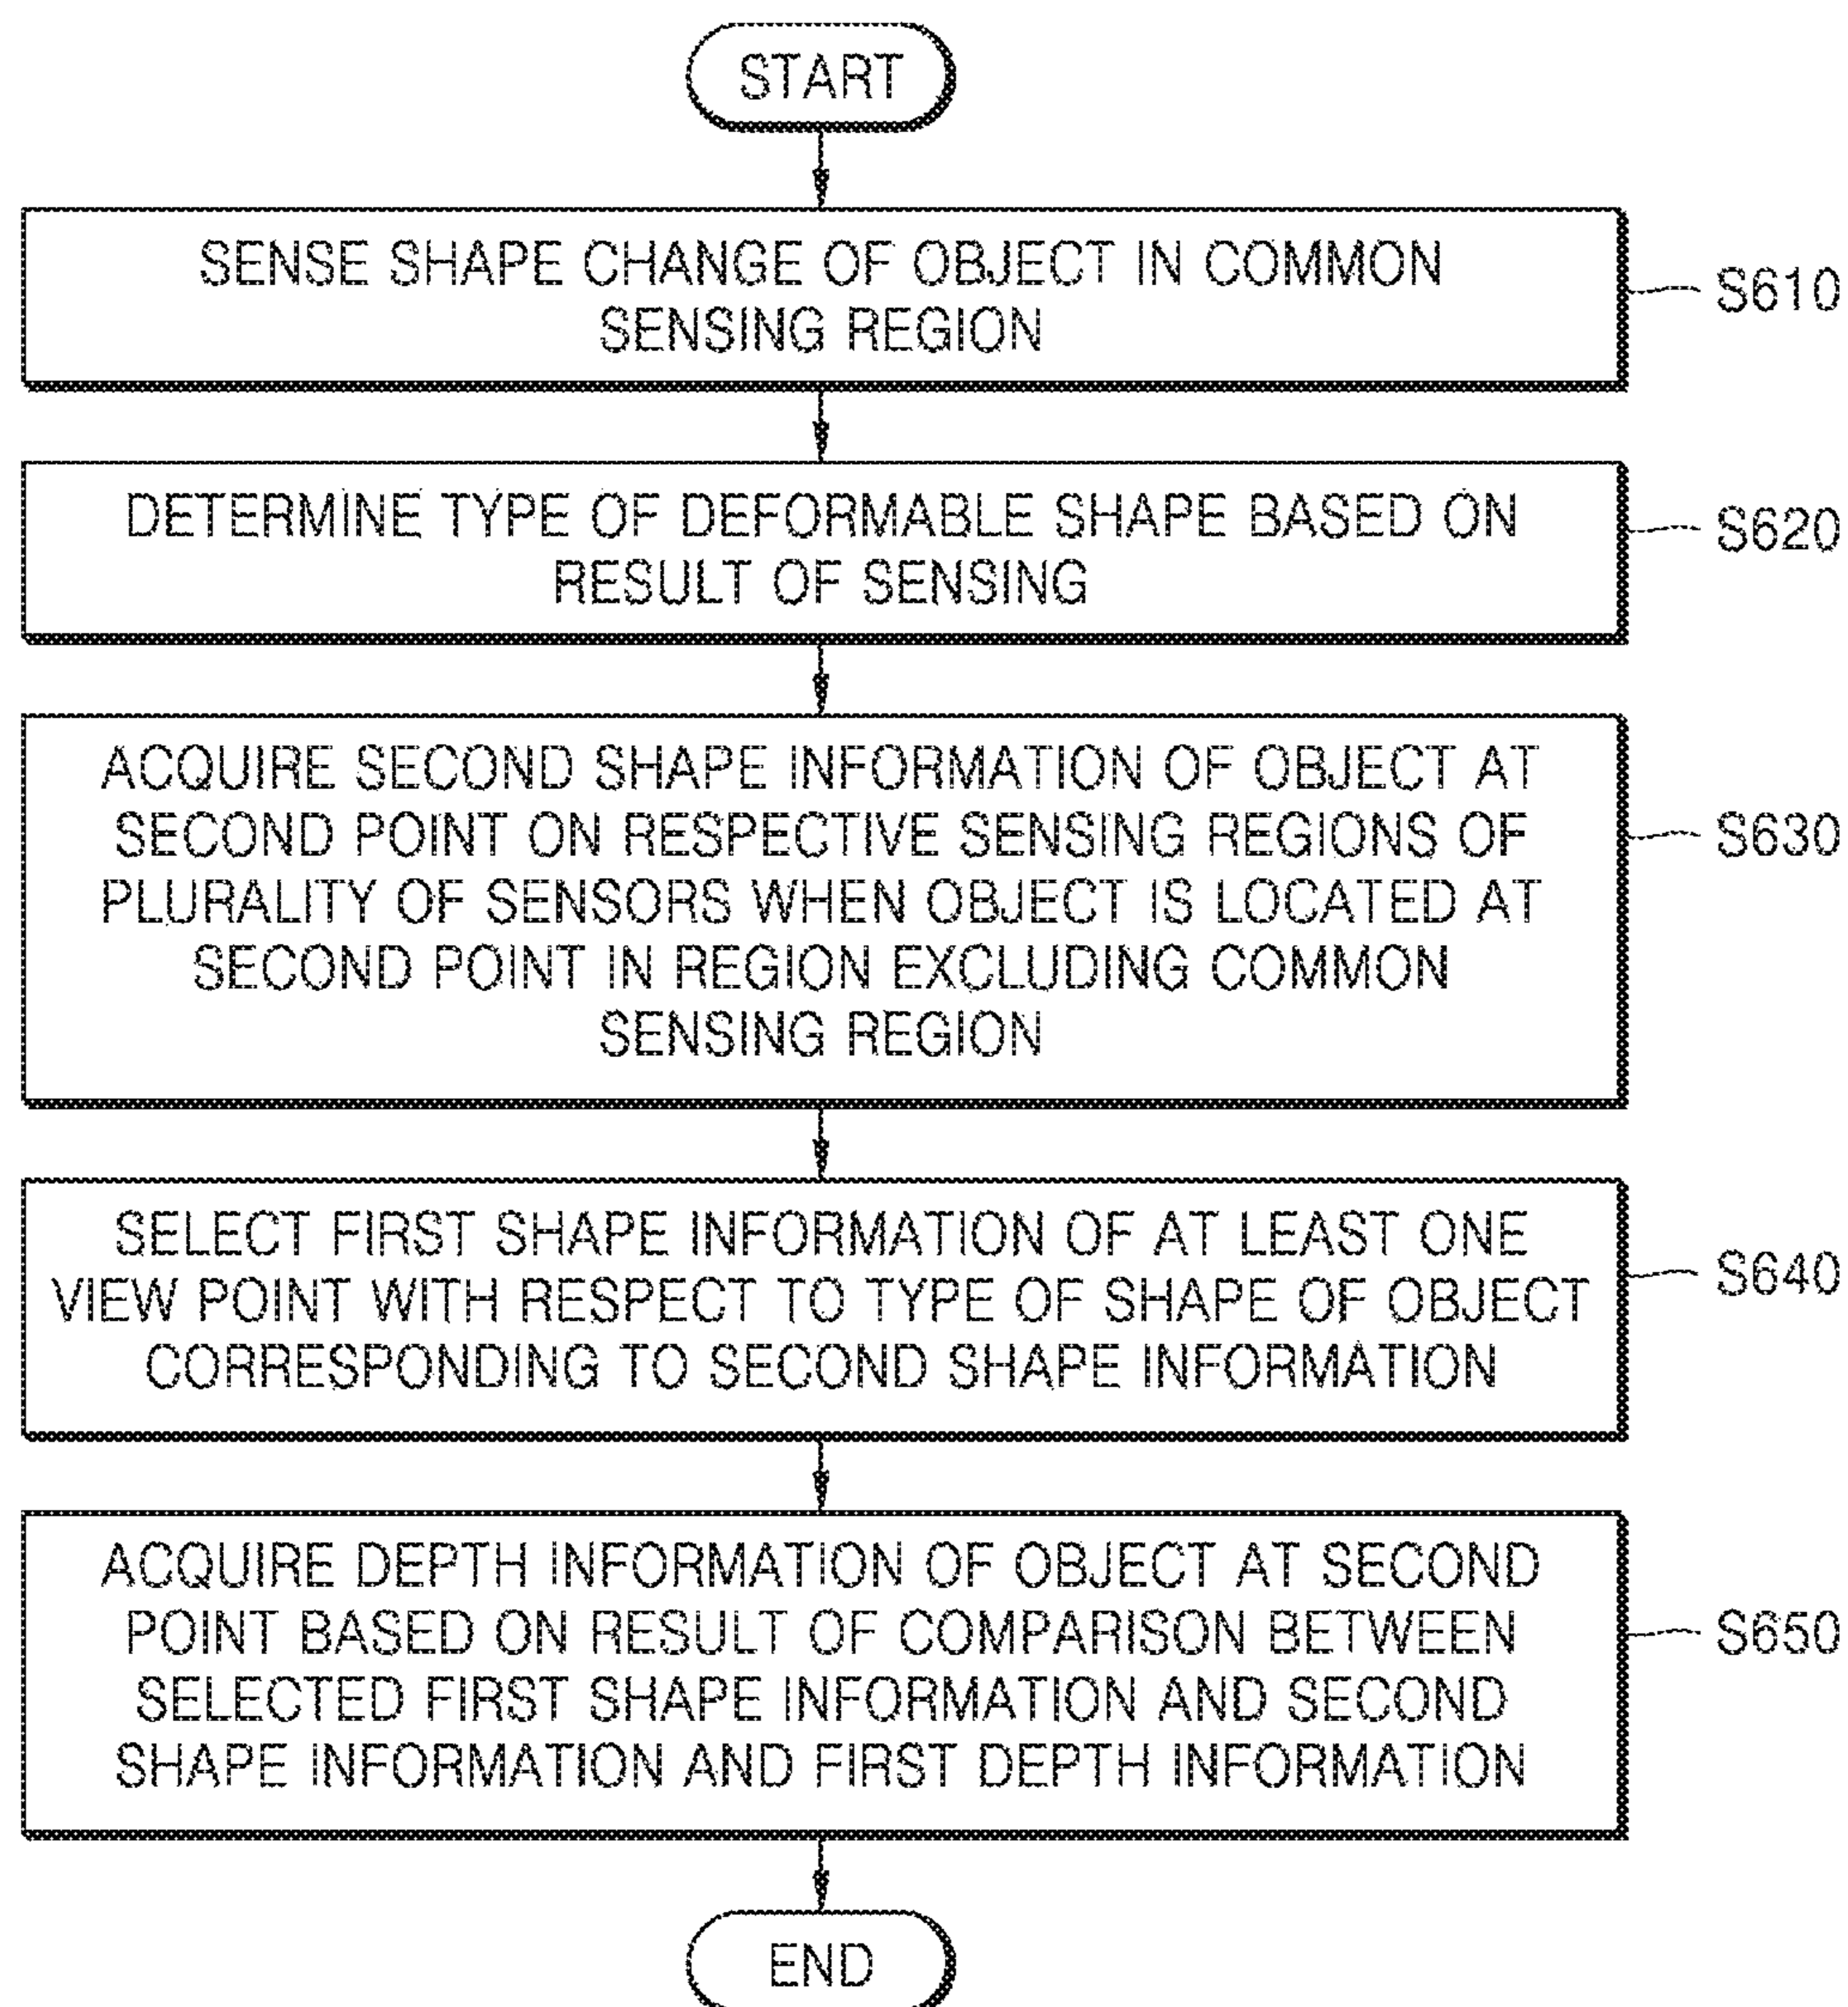 START
SENSE SHAPE CHANGE OF OBJECT IN COMMON
SENSING REGION
S610
DETERMINE TYPE OF DEFORMABLE SHAPE BASED ON
RESULT OF SENSING
S620
ACQUIRE SECOND SHAPE INFORMATION OF OBJECT AT
SECOND POINT ON RESPECTIVE SENSING REGIONS OF
PLURALITY OF SENSORS WHEN OBJECT IS LOCATED AT
SECOND POINT IN REGION EXCLUDING COMMON
SENSING REGION
S630
SELECT FIRST SHAPE INFORMATION OF AT LEAST ONE
VIEW POINT WITH RESPECT TO TYPE OF SHAPE OF OBJECT
CORRESPONDING TO SECOND SHAPE INFORMATION
S640
ACQUIRE DEPTH INFORMATION OF OBJECT AT SECOND
POINT BASED ON RESULT OF COMPARISON BETWEEN
SELECTED FIRST SHAPE INFORMATION AND SECOND
SHAPE INFORMATION AND FIRST DEPTH INFORMATION
S650
END